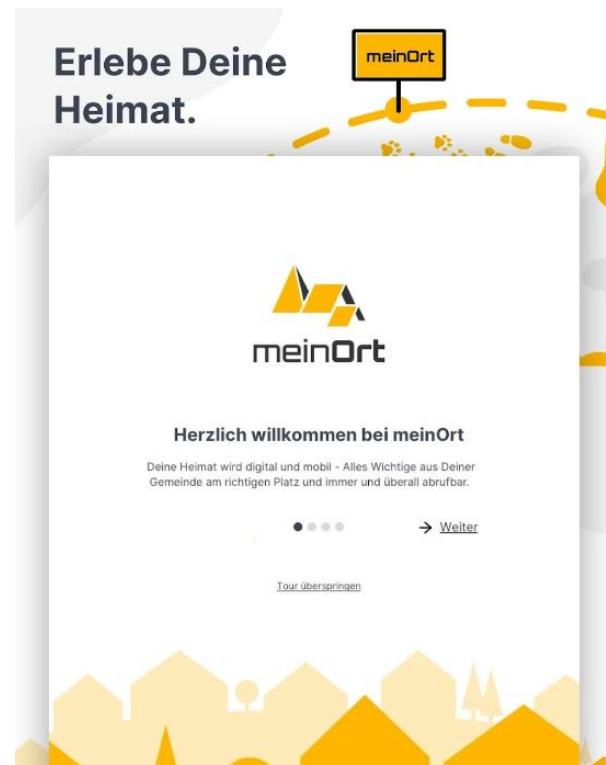 Erlebe Deine
Heimat.
meinOrt
meinOrt
Herzlich willkommen bei meinOrt
Deine Heimat wird digital und mobil - Alles Wichtige aus Deiner
Gemeinde am richtigen Platz und immer und überall abrufbar.
→ Weiter
Tour überspringen